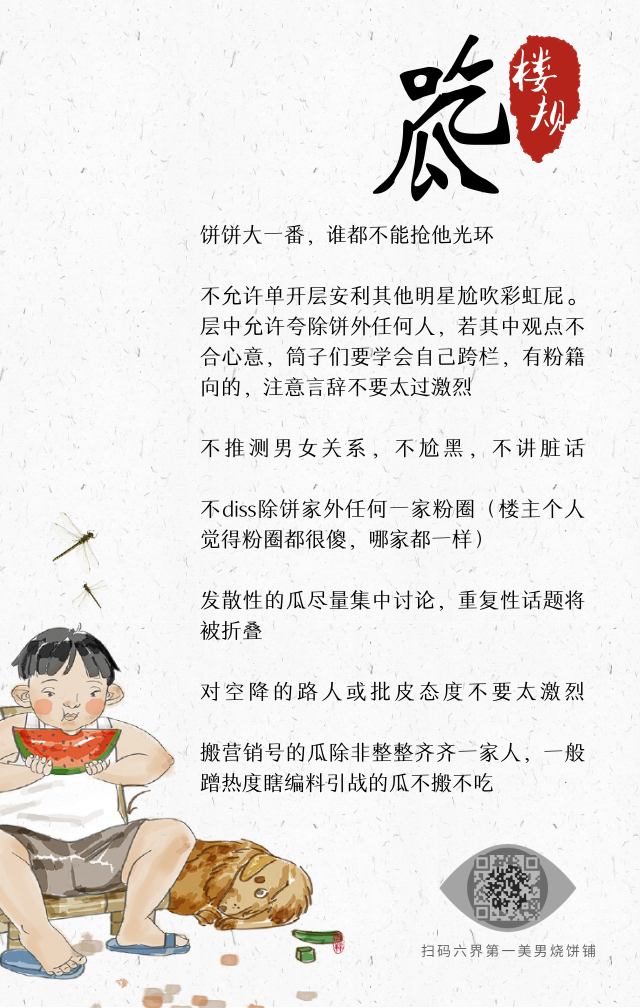 吃瓜
楼规
饼饼大一番，谁都不能抢他光环
不允许单开层安利其他明星尬吹彩虹屁。
层中允许夸除饼外任何人，若其中观点不
合心意，筒子们要学会自己跨栏，有粉籍
向的，注意言辞不要太过激烈
不推测男女关系，不尬黑，不讲脏话
不diss除饼家外任何一家粉圈（楼主个人
觉得粉圈都很傻，哪家都一样）
发散性的瓜尽量集中讨论，重复性话题将
被折叠
对空降的路人或批皮态度不要太激烈
搬营销号的瓜除非整整齐齐一家人，一般
蹭热度瞎编料引战的瓜不搬不吃
扫码六界第一美男烧饼铺